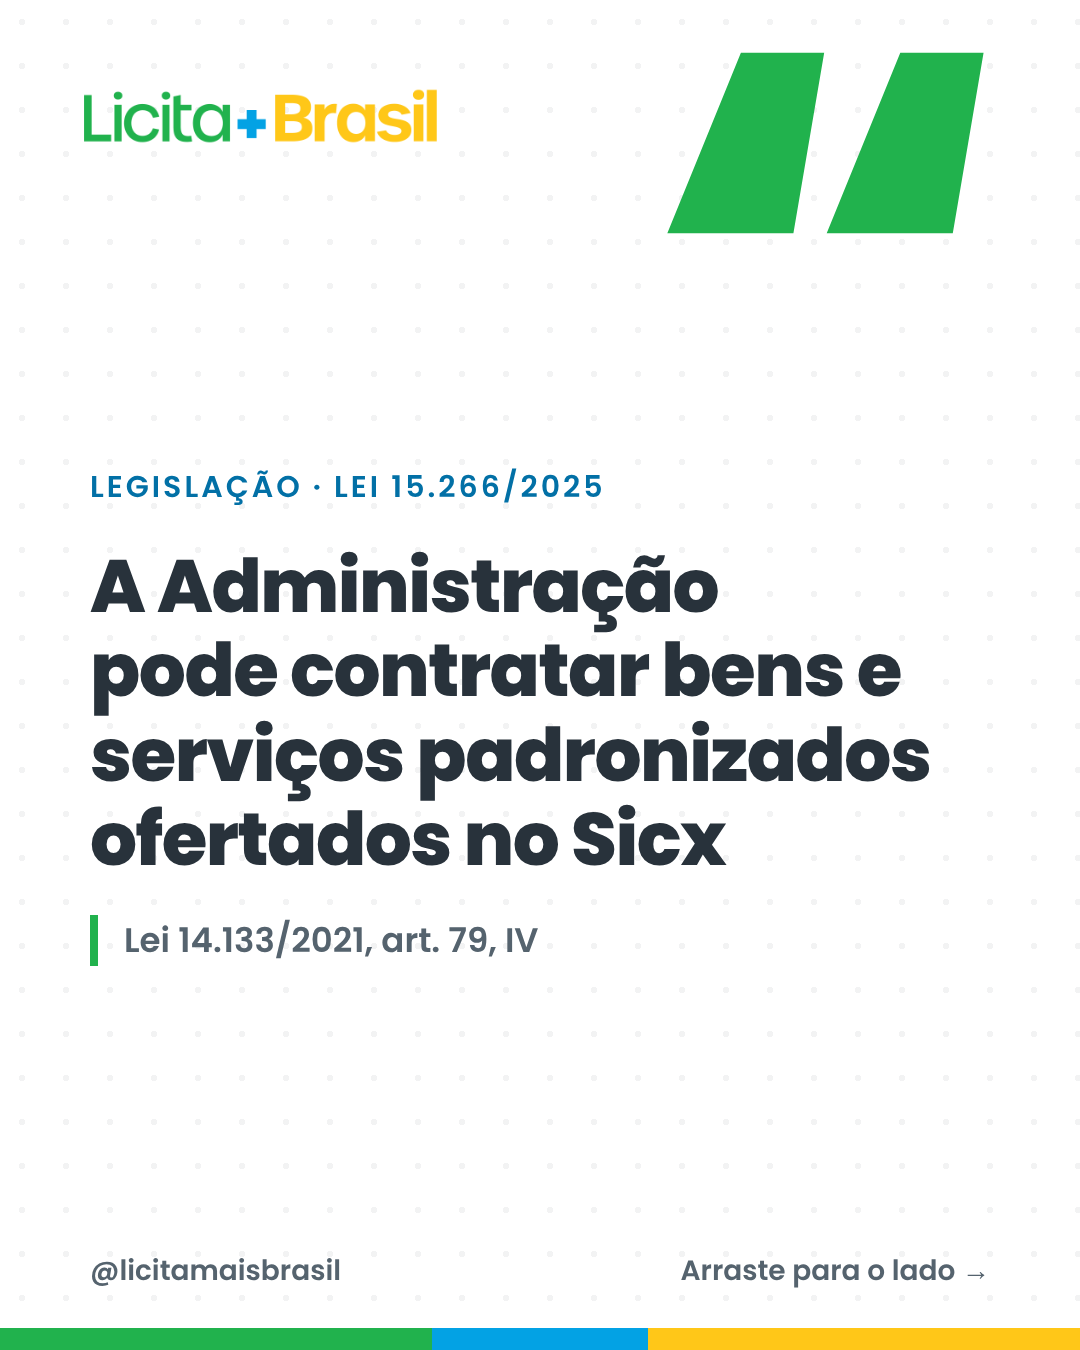 Licita+Brasil
LEGISLAÇÃO · LEI 15.266/2025
A Administração
pode contratar bens e
serviços padronizados
ofertados no Sicx
Lei 14.133/2021, art. 79, IV
@licitamaisbrasil
Arraste para o lado →